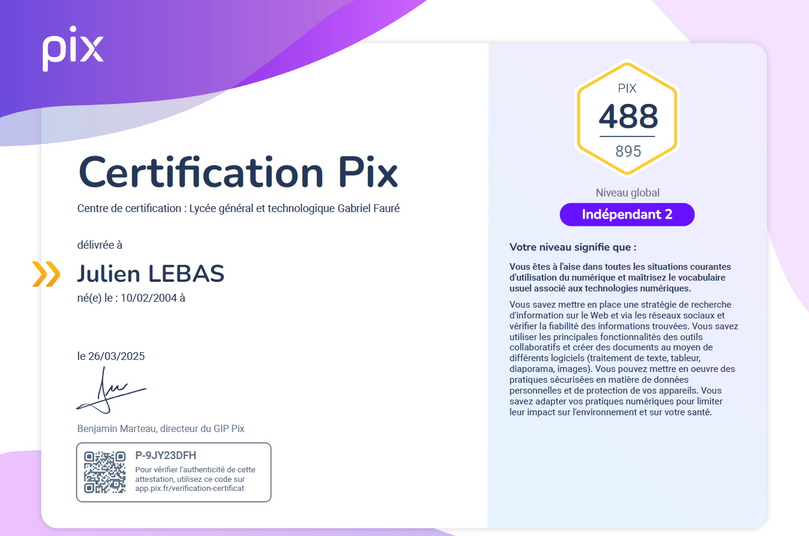 pix
Certification Pix
Centre de certification : Lycée général et technologique Gabriel Fauré
délivrée à
Julien LEBAS
né(e) le : 10/02/2004 à
le 26/03/2025
Benjamin Marteau, directeur du GIP Pix
P-9JY23DFH
Pour vérifier l'authenticité de cette
attestation, utilisez ce code sur
app.pix.fr/verification-certificat
PIX
488
895
Niveau global
Indépendant 2
Votre niveau signifie que :
Vous êtes à l'aise dans toutes les situations courantes
d'utilisation du numérique et maîtrisez le vocabulaire
usuel associé aux technologies numériques.
Vous savez mettre en place une stratégie de recherche
d'information sur le Web et via les réseaux sociaux et
vérifier la fiabilité des informations trouvées. Vous savez
utiliser les principales fonctionnalités des outils
collaboratifs et créer des documents au moyen de
différents logiciels (traitement de texte, tableur,
diaporama, images). Vous pouvez mettre en oeuvre des
pratiques sécurisées en matière de données
personnelles et de protection de vos appareils. Vous
savez adapter vos pratiques numériques pour limiter
leur impact sur l'environnement et sur votre santé.